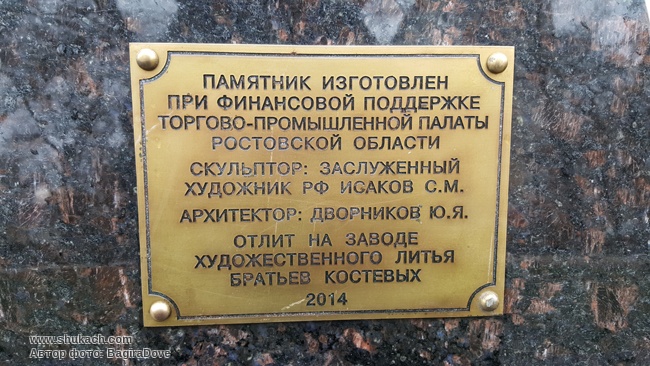 ПАМЯТНИК ИЗГОТОВЛЕН
ПРИ ФИНАНСОВОЙ ПОДДЕРЖКЕ
ТОРГОВО-ПРОМЫШЛЕННОЙ ПАЛАТЫ
РОСТОВСКОЙ ОБЛАСТИ
СКУЛЬПТОР: ЗАСЛУЖЕННЫЙ
ХУДОЖНИК РФ ИСАКОВ С.М.
АРХИТЕКТОР: ДВОРНИКОВ Ю.Я.
ОТЛИТ НА ЗАВОДЕ
ХУДОЖЕСТВЕННОГО ЛИТЬЯ
БРАТЬЕВ КОСТЕВЫХ
2014
www.shukach.com
Автор фото: BagiraDove